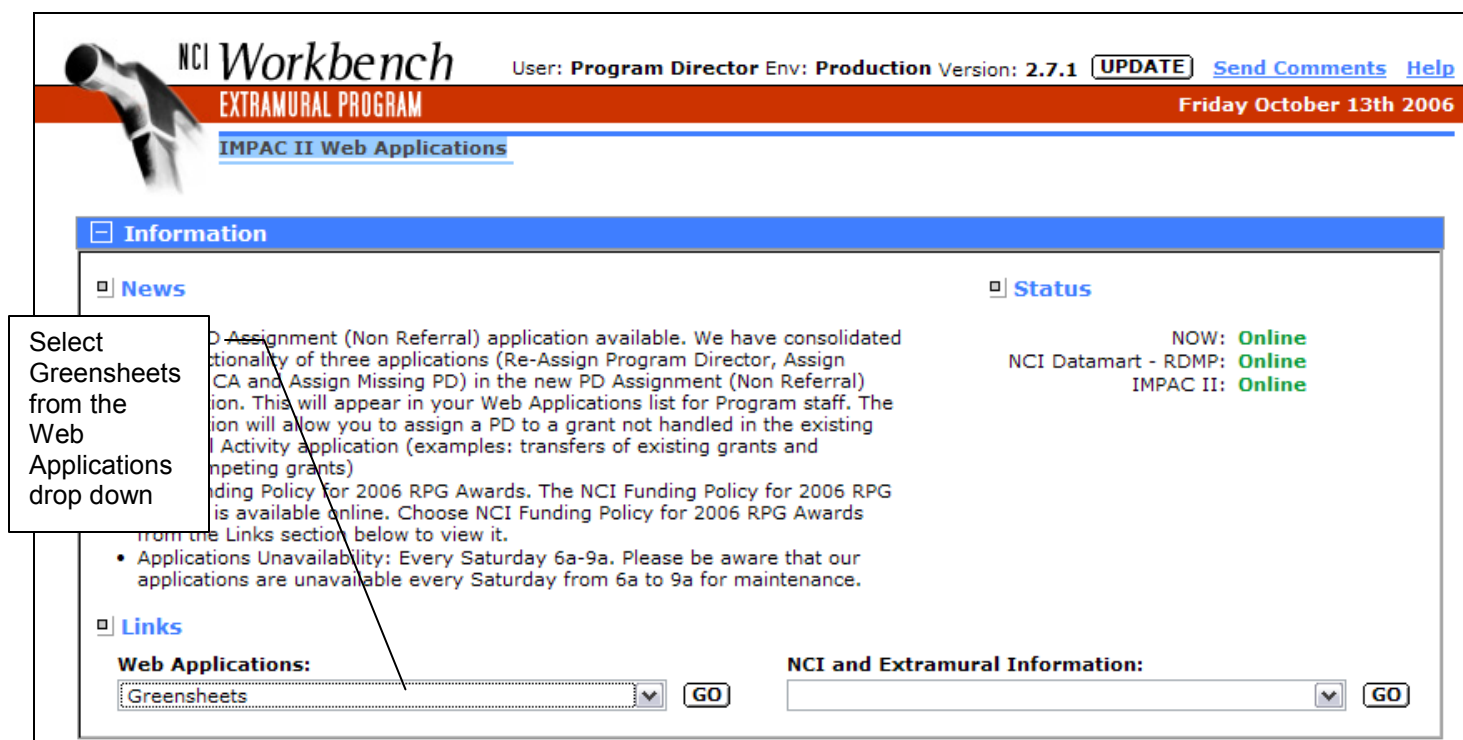 NCI Workbench
User: Program Director Env: Production Version: 2.7.1 UPDATE Send Comments Help
EXTRAMURAL PROGRAM
Friday October 13th 2006
IMPAC II Web Applications
Information
News
Status
Select
Greensheets
from the
Web
Applications
drop down
Assignment (Non Referral) application available. We have consolidated
ctionality of three applications (Re-Assign Program Director, Assign
CA and Assign Missing PD) in the new PD Assignment (Non Referral)
tion. This will appear in your Web Applications list for Program staff. The
tion will allow you to assign a PD to a grant not handled in the existing
l Activity application (examples: transfers of existing grants and
mpeting grants)
nding Policy for 2006 RPG Awards. The NCI Funding Policy for 2006 RPG
is available online. Choose NCI Funding Policy for 2006 RPG Awards
from the Links section below to view it.
• Applications Unavailability: Every Saturday 6a-9a. Please be aware that our
applications are unavailable every Saturday from 6a to 9a for maintenance.
NOW: Online
NCI Datamart - RDMP: Online
IMPAC II: Online
Links
Web Applications:
Greensheets
GO
NCI and Extramural Information:
GO